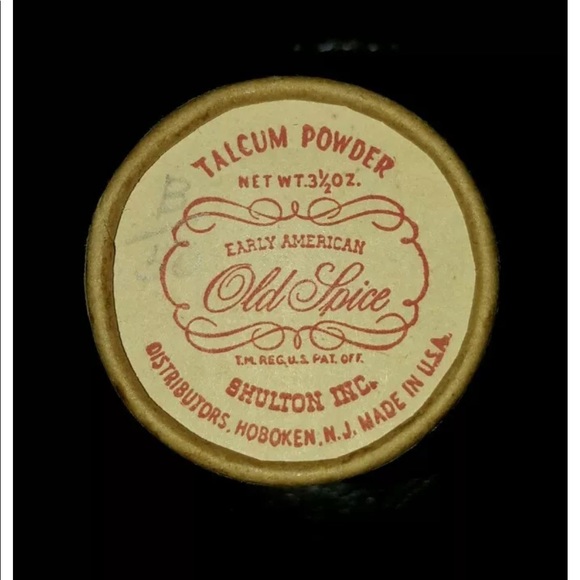 TALCUM POWDER
NET WT. 3½ OZ.
EARLY AMERICAN
Old Spice
T.M. REG. U.S. PAT. OFF.
SHULTON INC.
DISTRIBUTORS, HOBOKEN, N.J. MADE IN U.S.A.